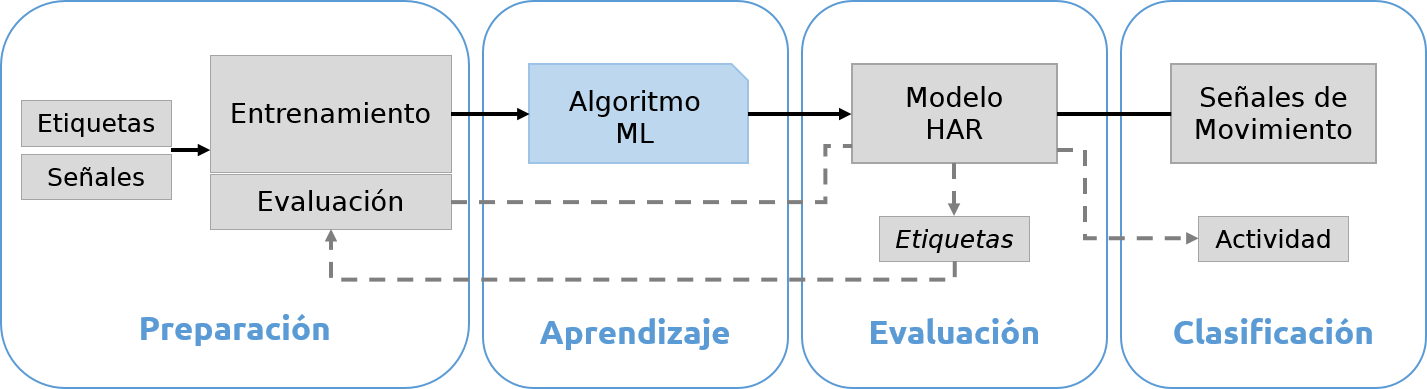 Etiquetas
Señales
Entrenamiento
Evaluación
Preparación
Algoritmo
ML
Aprendizaje
Modelo
HAR
Etiquetas
Evaluación
Señales de
Movimiento
Actividad
Clasificación